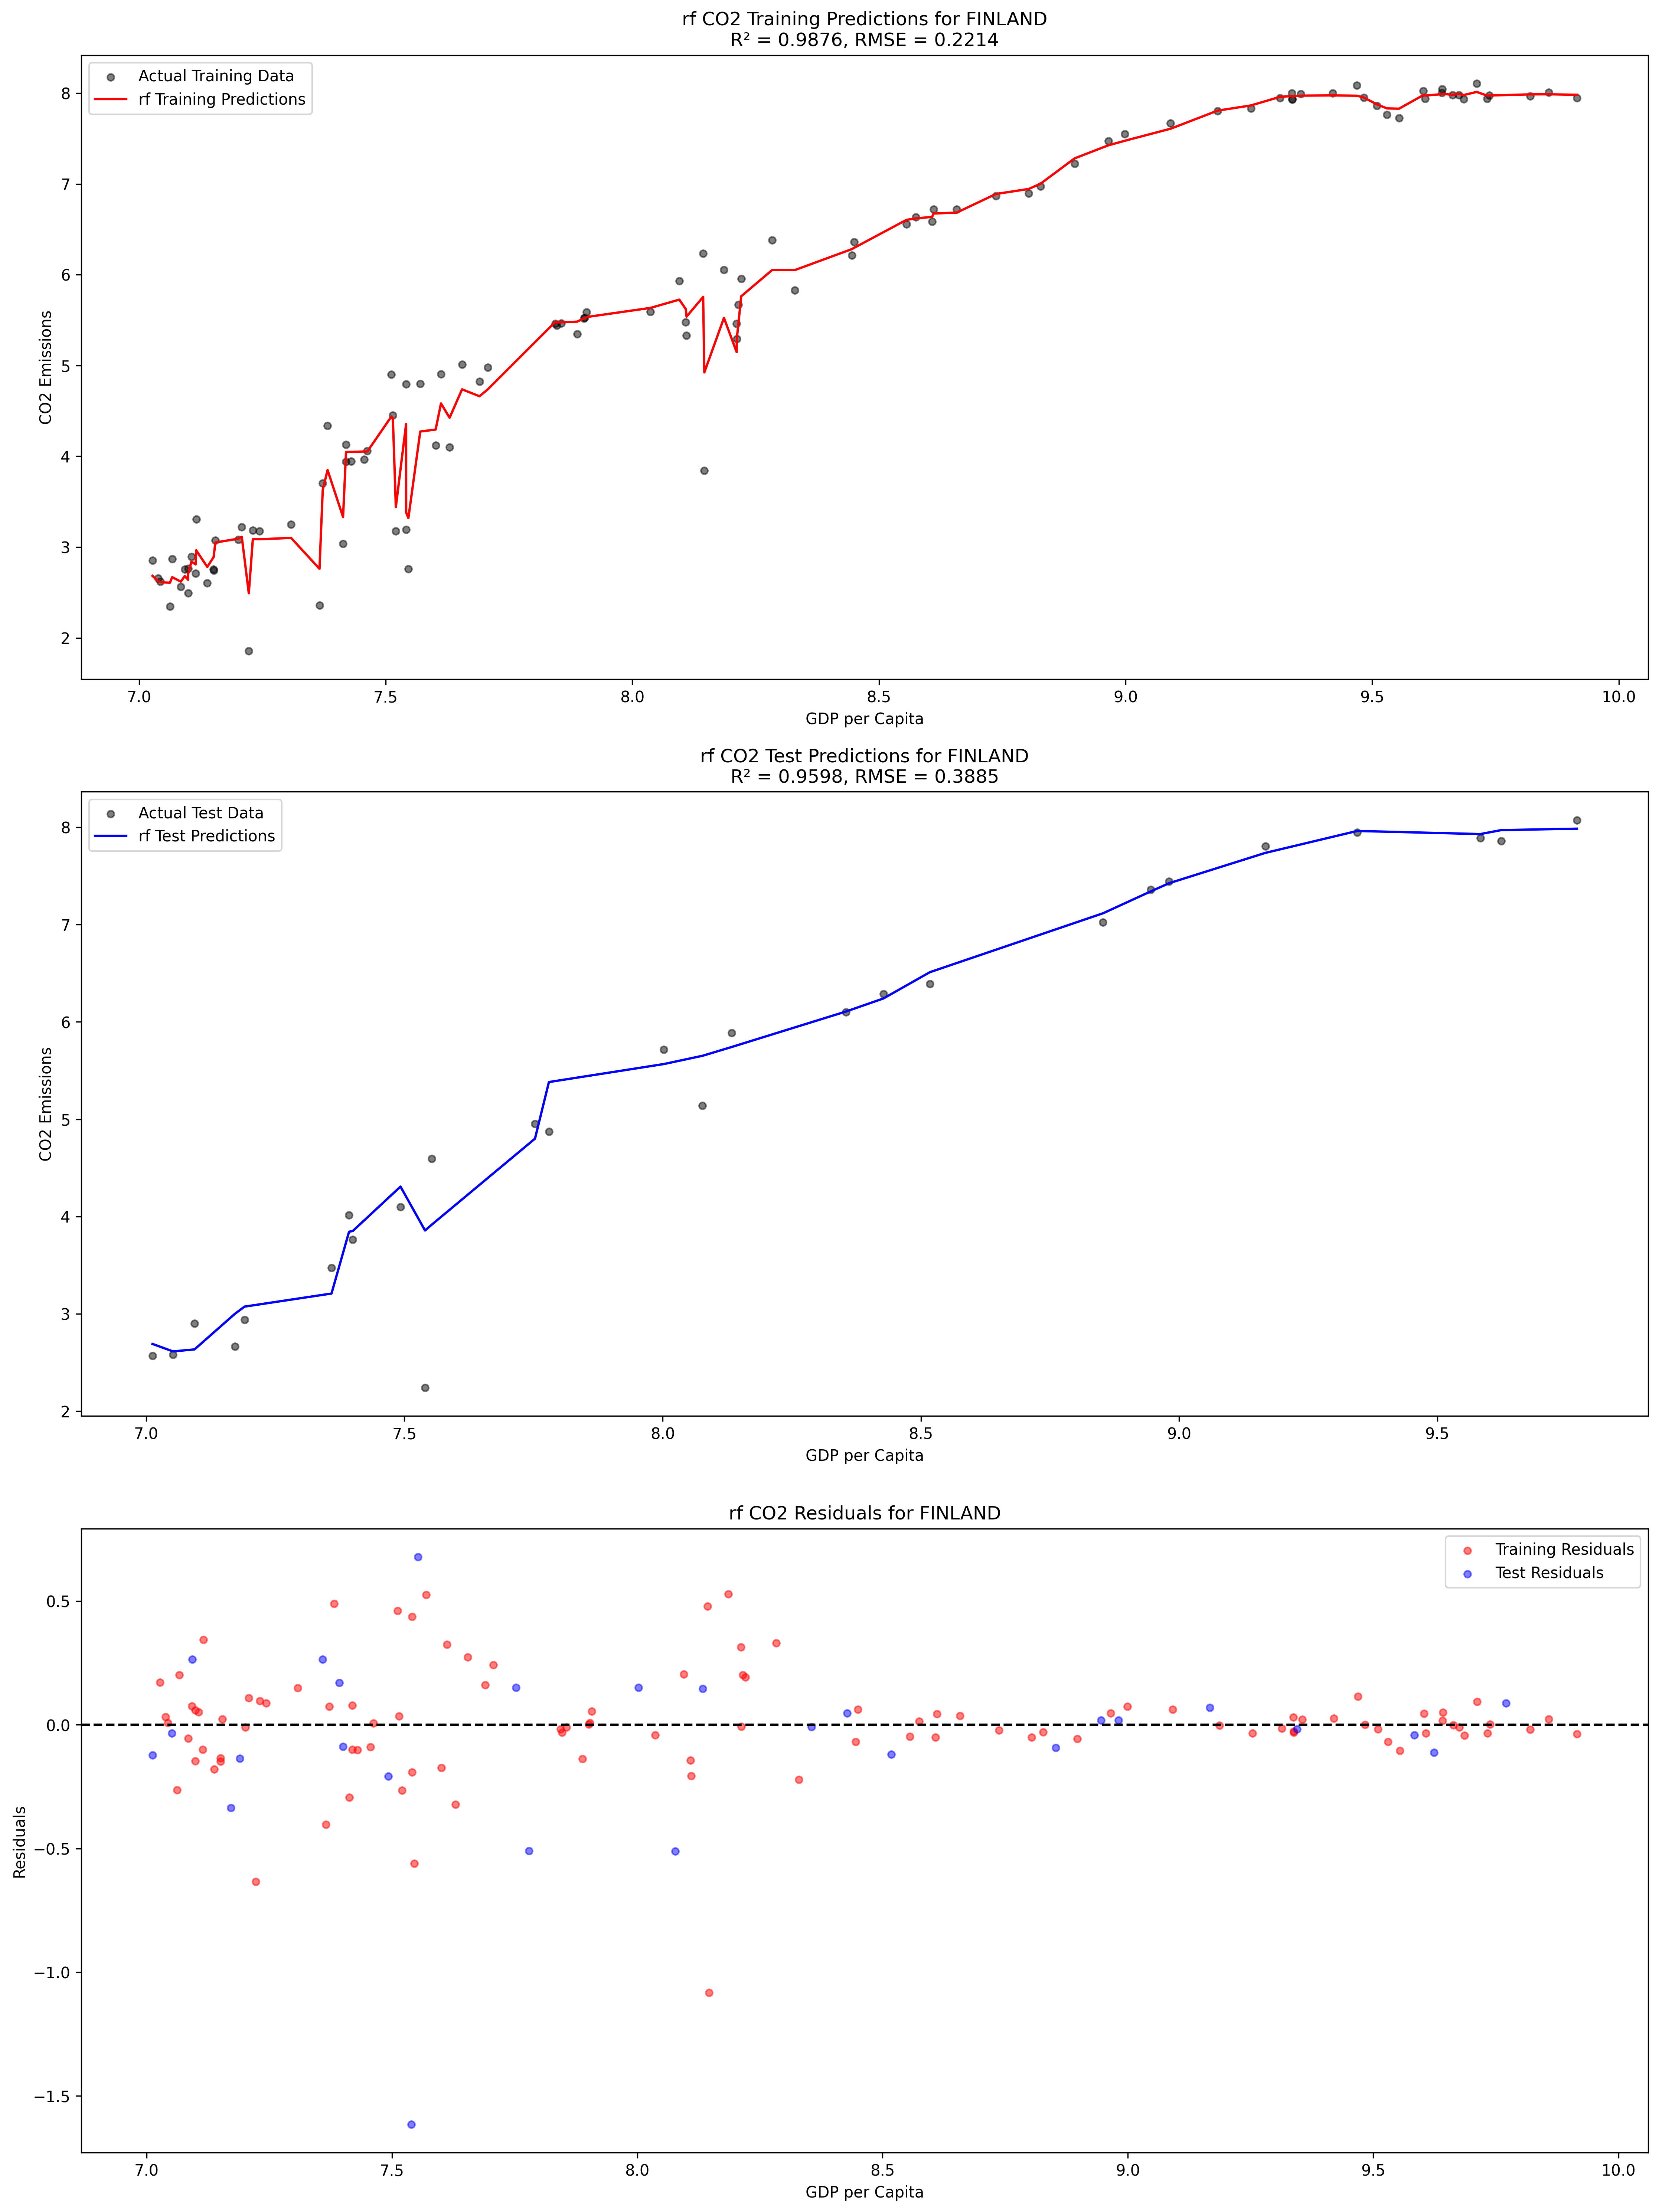 rf CO2 Training Predictions for FINLAND
R² = 0.9876, RMSE = 0.2214
Actual Training Data
rf Training Predictions
8
7
6
5
4
3
2
CO2 Emissions
7.0 7.5 8.0 8.5 9.0 9.5 10.0
GDP per Capita
rf CO2 Test Predictions for FINLAND
R² = 0.9598, RMSE = 0.3885
Actual Test Data
rf Test Predictions
8
7
6
5
4
3
2
CO2 Emissions
7.0 7.5 8.0 8.5 9.0 9.5
GDP per Capita
rf CO2 Residuals for FINLAND
Training Residuals
Test Residuals
0.5
0.0
−0.5
−1.0
−1.5
Residuals
7.0 7.5 8.0 8.5 9.0 9.5 10.0
GDP per Capita